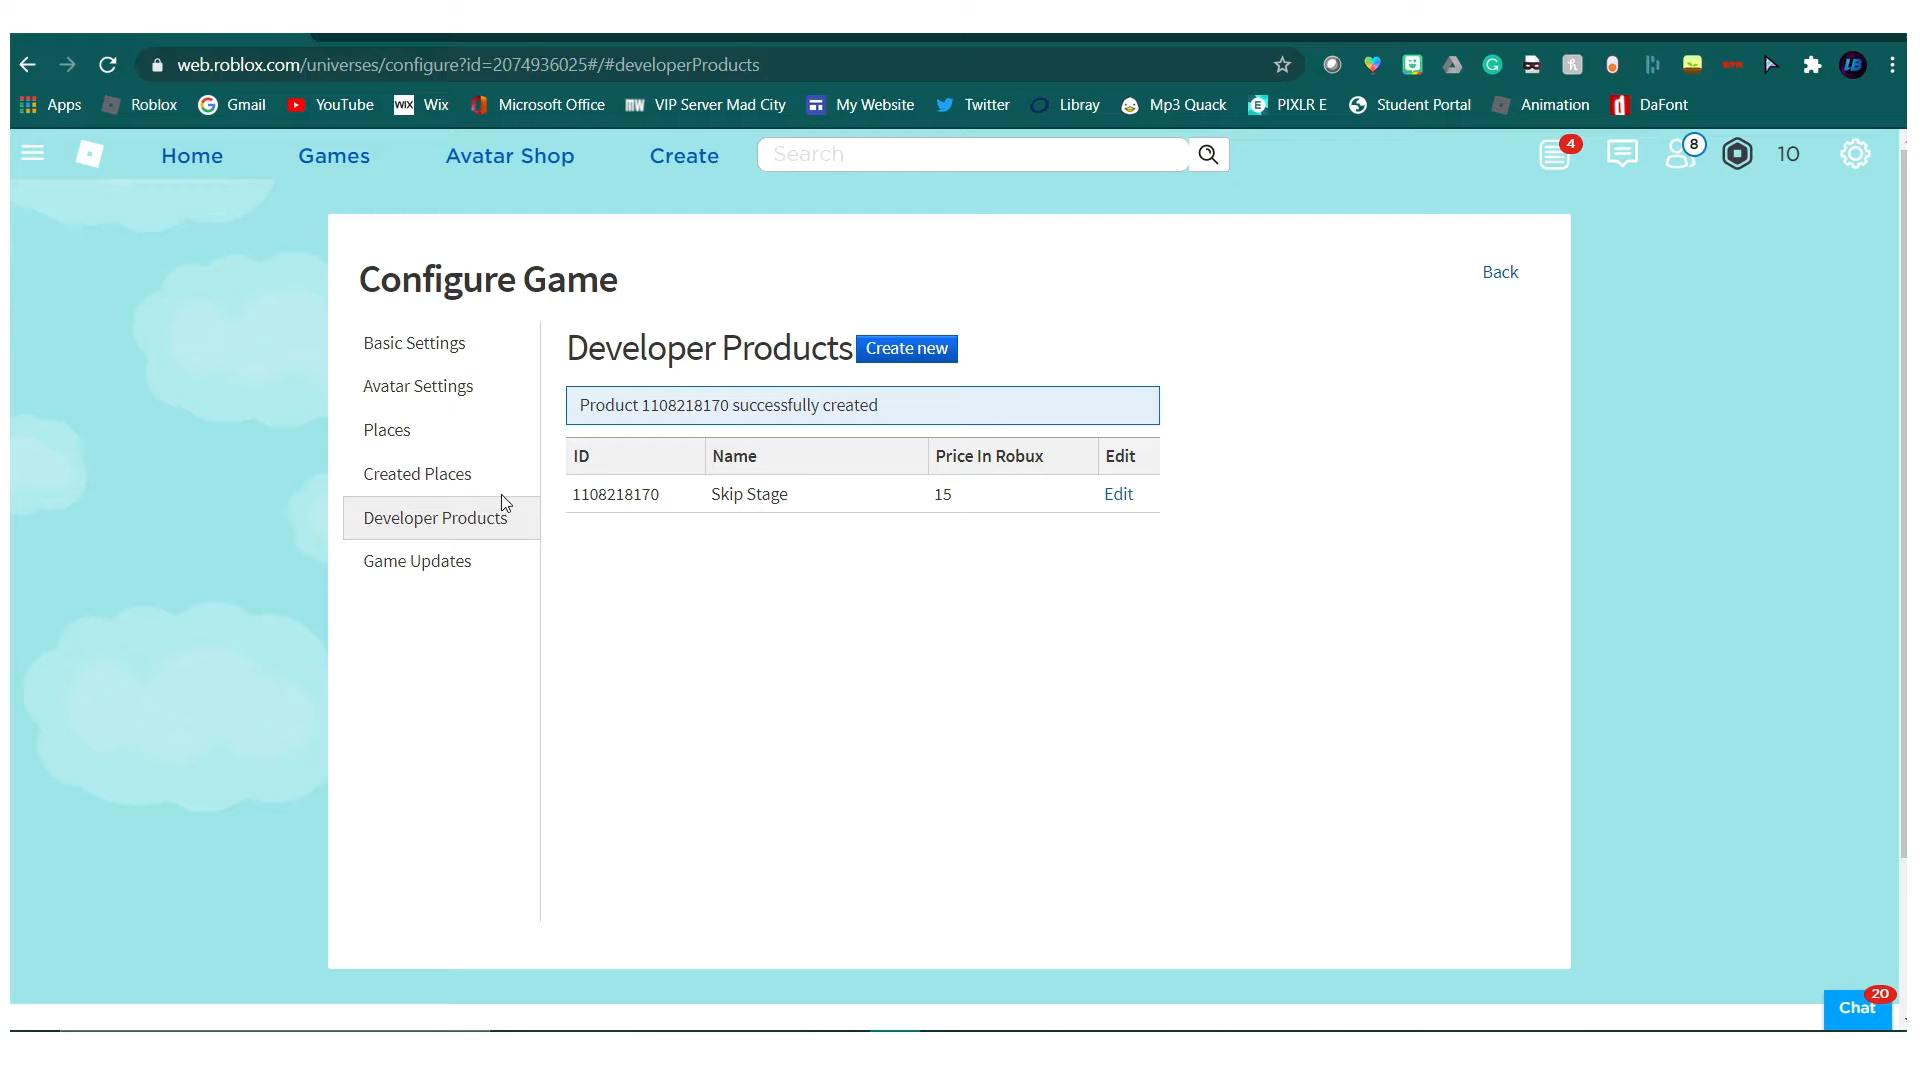 web.roblox.com/universes/configure?id=2074936025#/#developerProducts
Apps Roblox Gmail YouTube WIX Wix Microsoft Office MW VIP Server Mad City My Website Twitter Libray Mp3 Quack E PIXLR E Student Portal Animation d DaFont
Home Games Avatar Shop Create Search 4 8 10
Configure Game
Back
Basic Settings
Avatar Settings
Places
Created Places
Developer Products
Game Updates
Developer Products Create new
Product 1108218170 successfully created
ID Name Price In Robux Edit
1108218170 Skip Stage 15 Edit
Chat 20